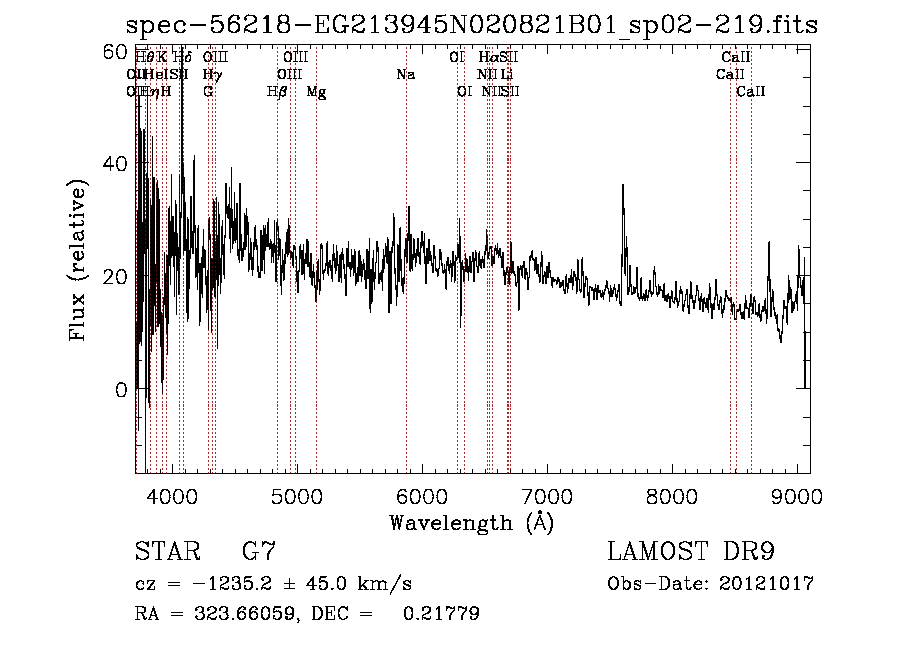 spec-56218-EG213945N020821B01_sp02-219.fits
Hθ K Hδ OIII OIII OI Hα SII CaII
OII HeI SII Hγ OIII Na NII Li CaII
OII Hη H G Hβ Mg OI NII SII CaII
60
40
20
0
Flux (relative)
4000 5000 6000 7000 8000 9000
Wavelength (Å)
STAR G7 LAMOST DR9
cz = −1235.2 ± 45.0 km/s Obs-Date: 20121017
RA = 323.66059, DEC = 0.21779